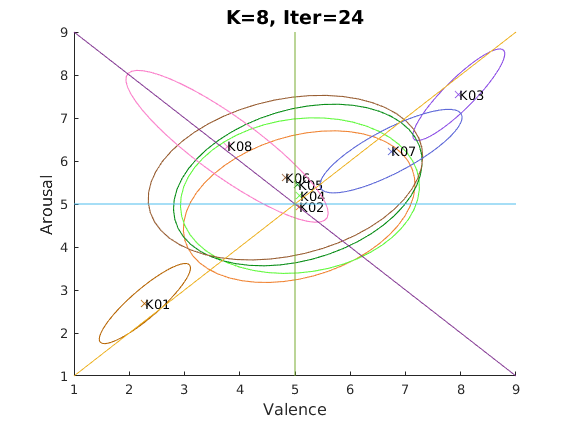 K=8, Iter=24
9
8
7
6
5
4
3
2
1
Arousal
K03
K08
K07
K06
K05
K04
K02
K01
1 2 3 4 5 6 7 8 9
Valence